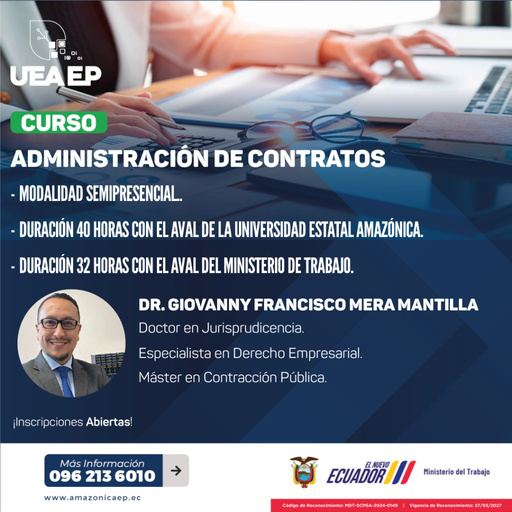 UEA EP
CURSO
ADMINISTRACIÓN DE CONTRATOS
- MODALIDAD SEMIPRESENCIAL..
- DURACIÓN 40 HORAS CON EL AVAL DE LA UNIVERSIDAD ESTATAL AMAZÓNICA.
- DURACIÓN 32 HORAS CON EL AVAL DEL MINISTERIO DE TRABAJO.
DR. GIOVANNY FRANCISCO MERA MANTILLA
Doctor en Jurisprudicencia.
Especialista en Derecho Empresarial.
Máster en Contracción Pública.
¡Inscripciones Abiertas!
Más Información
096 213 6010
www.amazonicaep.ec
EL NUEVO
ECUADOR
Ministerio del Trabajo
Código de Reconocimiento: MDT-SCPGA-2024-0149 | Vigencia de Reconocimiento: 27/03/2027